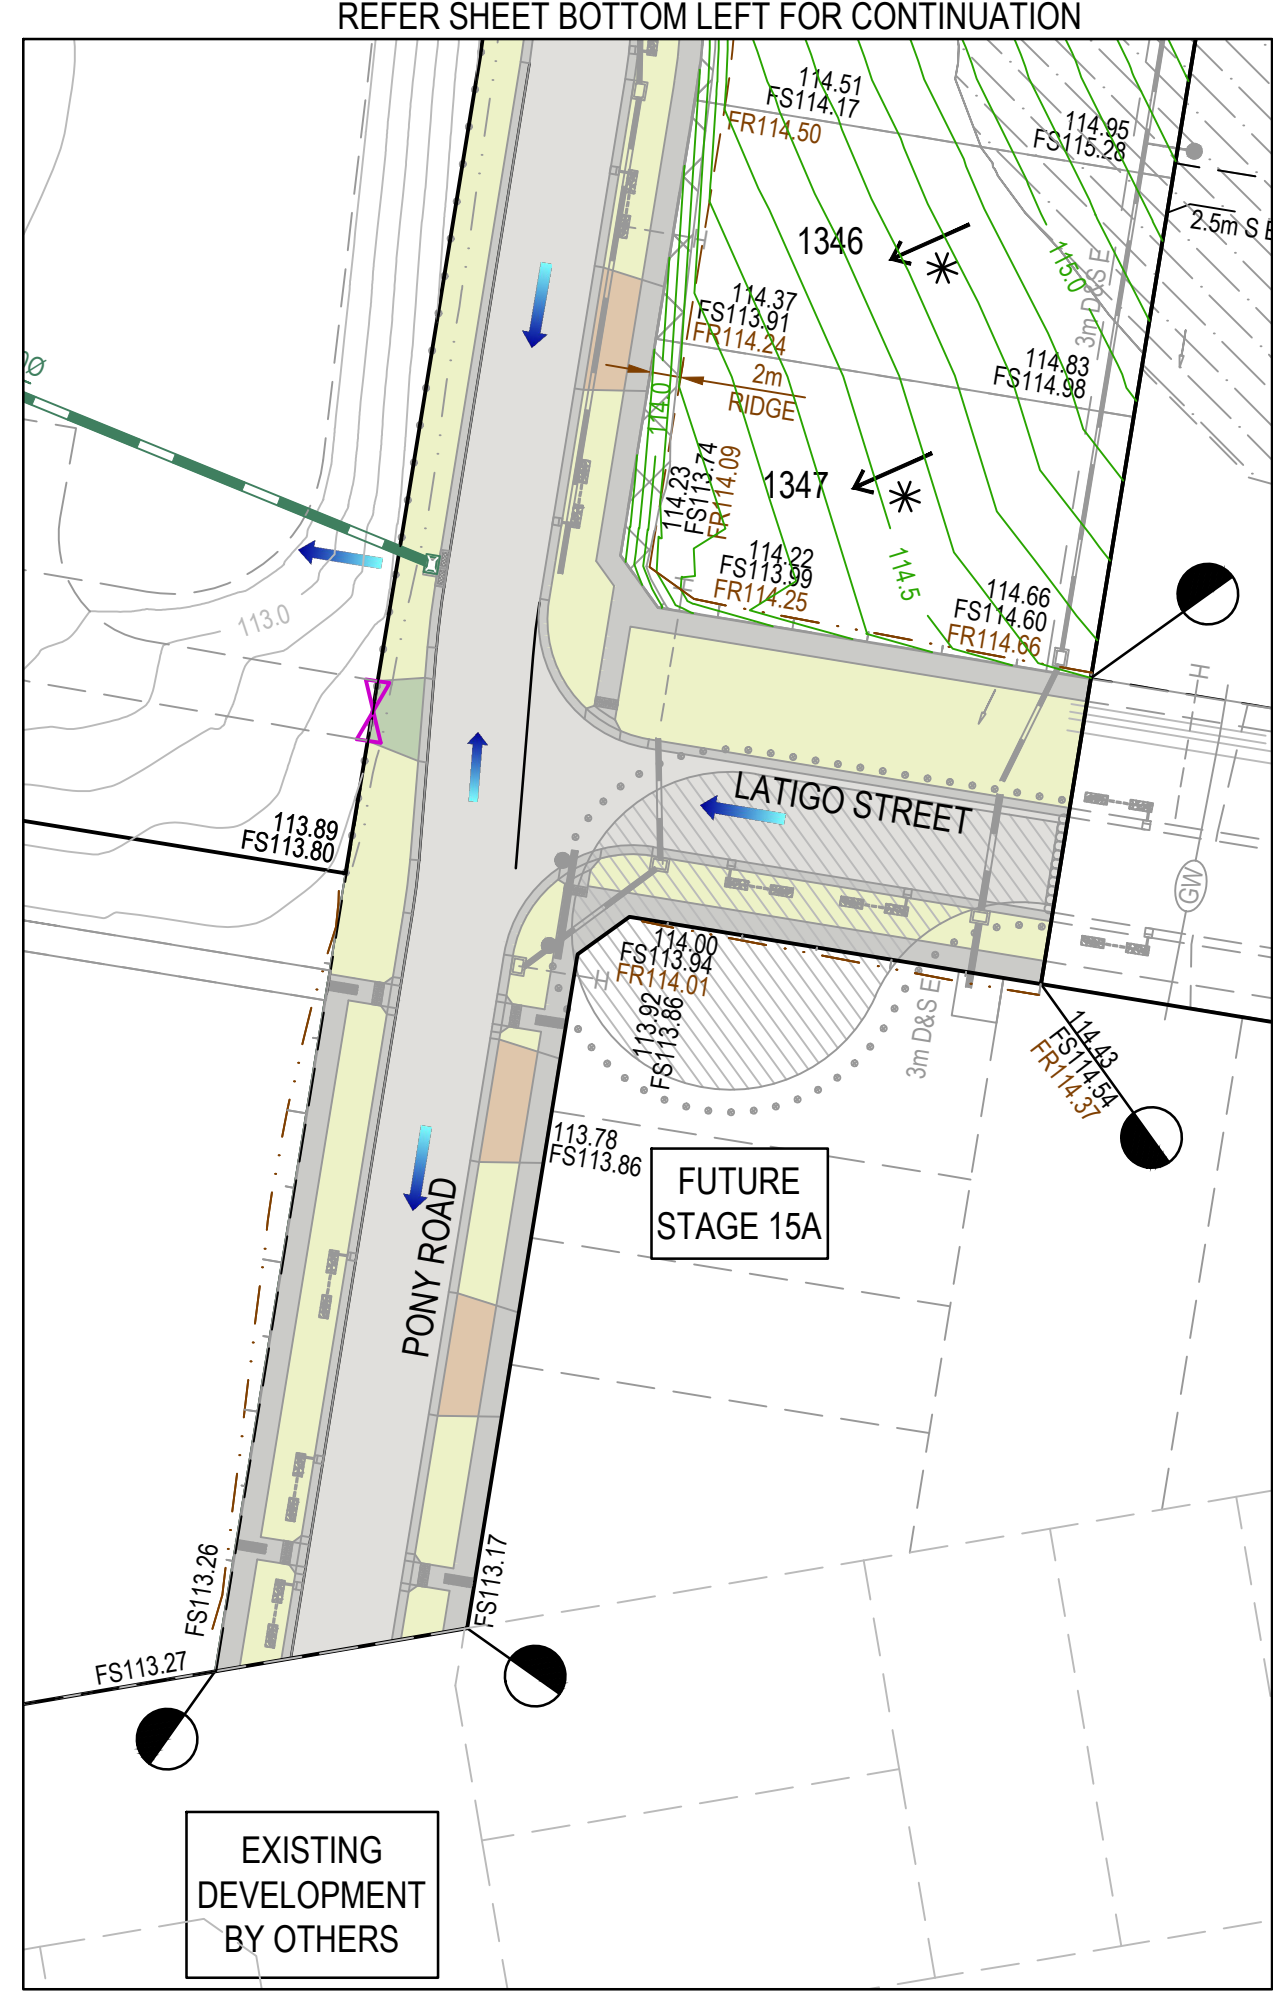 REFER SHEET BOTTOM LEFT FOR CONTINUATION
114.51
FS114.17
FR114.50
114.95
FS115.28
2.5m S E
1346
115.0
3m D&S E
114.37
FS113.91
FR114.24
114.83
FS114.98
2m
RIDGE
114.0
Ø
1347
114.23
FS113.74
FR114.09
114.22
FS113.99
FR114.25
114.5
114.66
FS114.60
FR114.66
113.0
H
LATIGO STREET
113.89
FS113.80
GW
114.00
FS113.94
FR114.01
H
113.92
FS113.86
3m D&S E
114.43
FS114.54
FR114.37
113.78
FS113.86
FUTURE
STAGE 15A
PONY ROAD
FS113.26
FS113.17
FS113.27
EXISTING
DEVELOPMENT
BY OTHERS